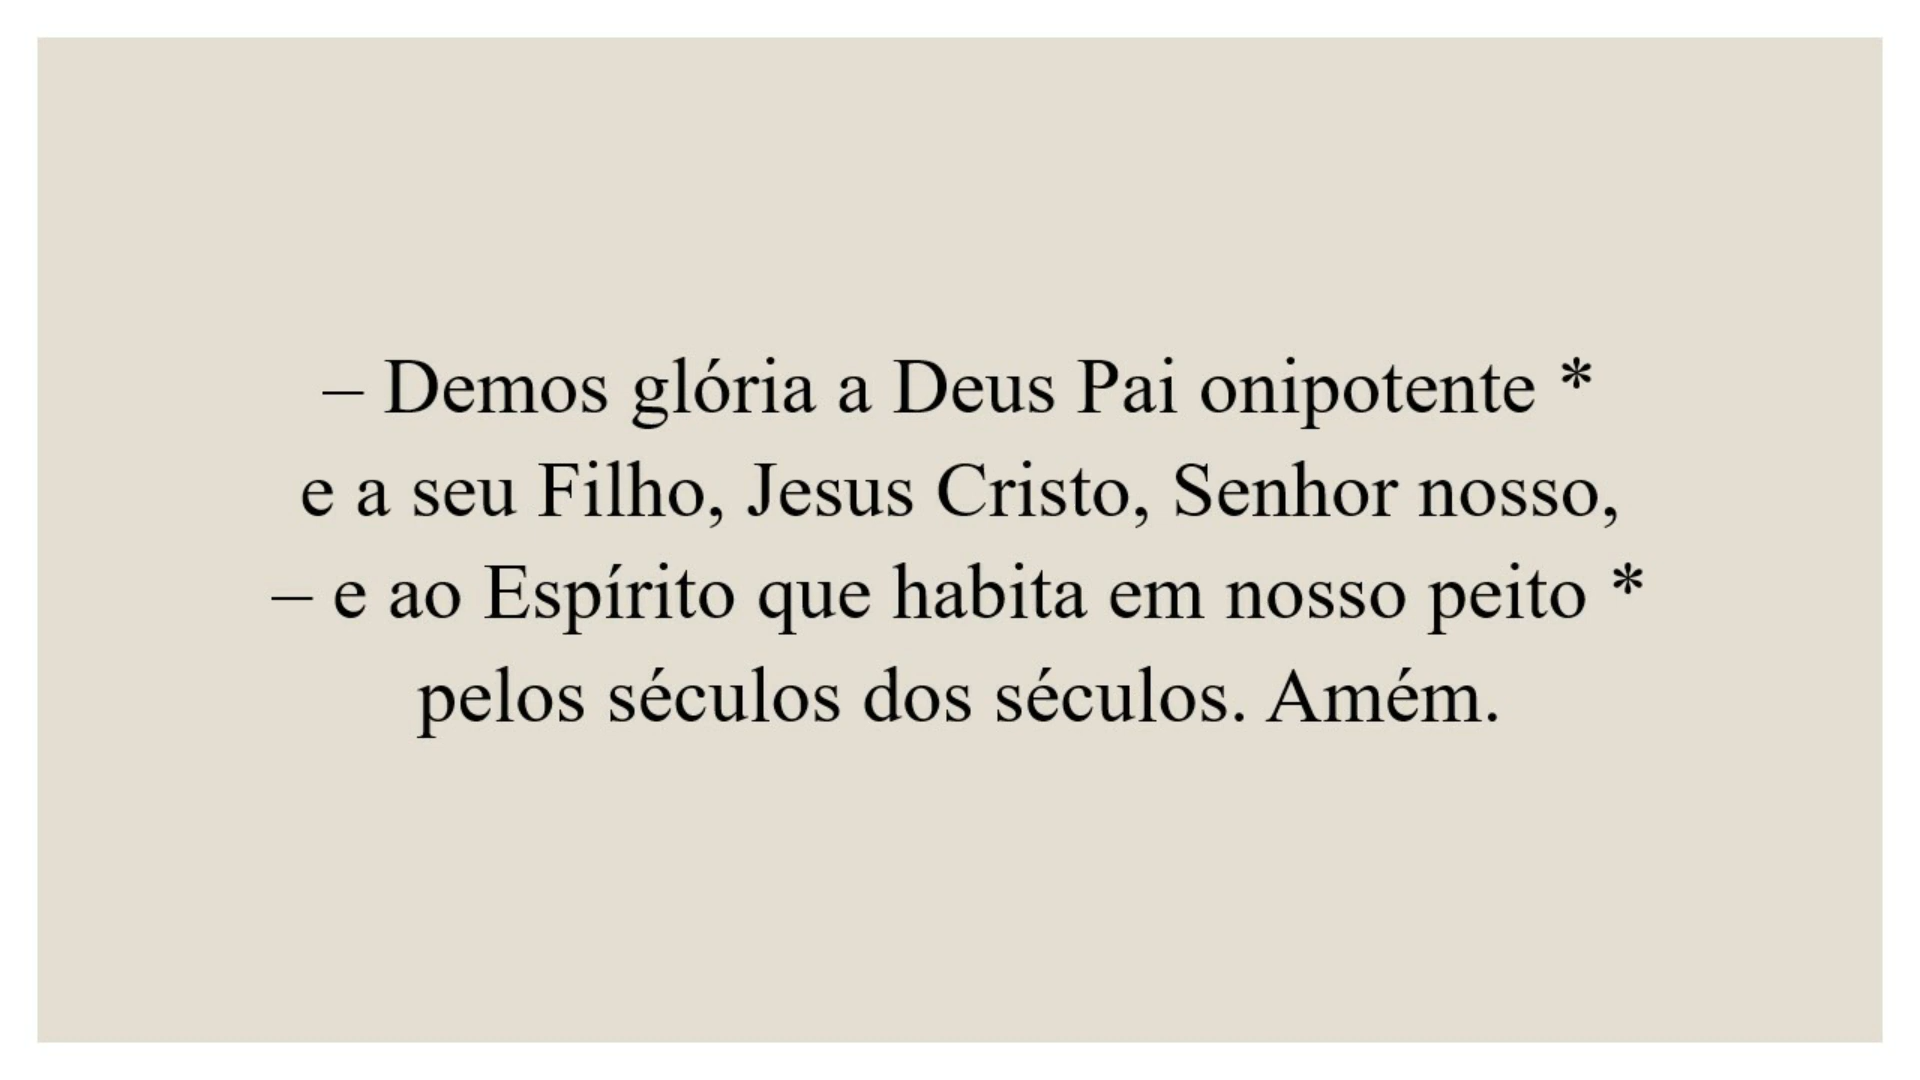 – Demos glória a Deus Pai onipotente *
e a seu Filho, Jesus Cristo, Senhor nosso,
– e ao Espírito que habita em nosso peito *
pelos séculos dos séculos. Amém.